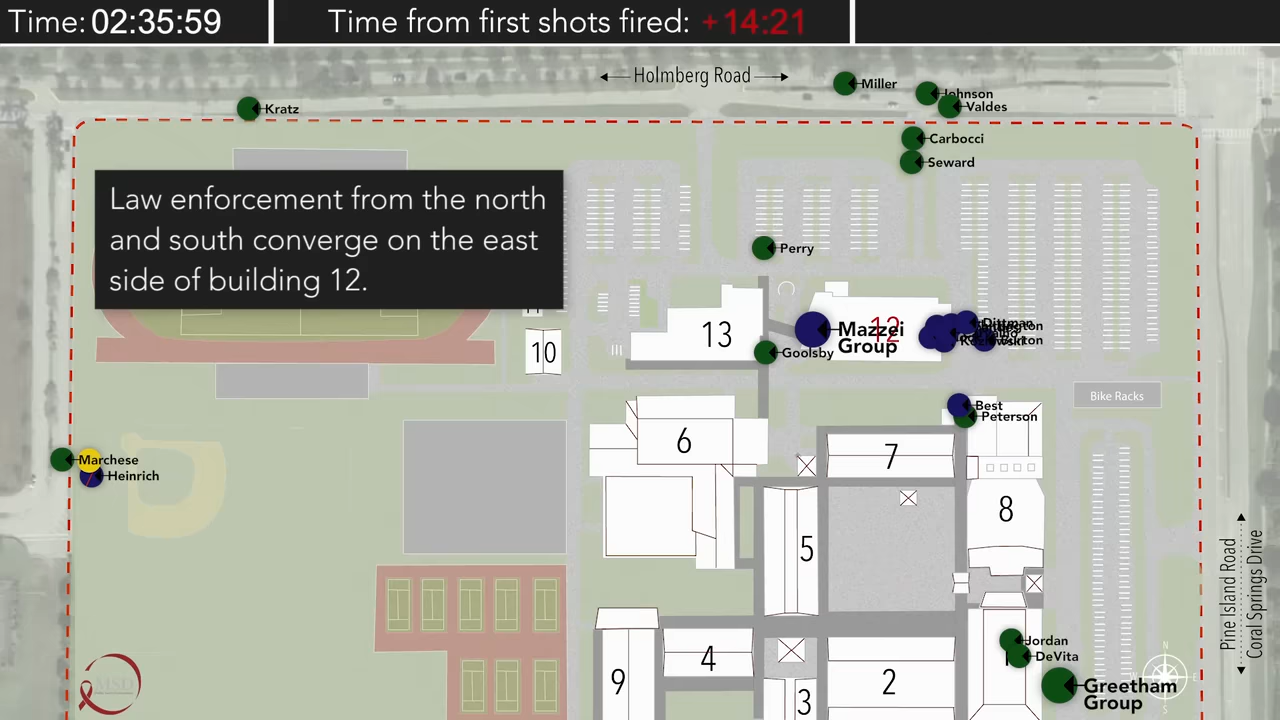 Time: 02:35:59
Time from first shots fired: +14:21
Holmberg Road
Miller
Johnson
Valdes
Kratz
Carbocci
Seward
Law enforcement from the north
and south converge on the east
side of building 12.
Perry
13
12
Mazzei
Group
Dittman
Goolsby
10
Bike Racks
Best
Peterson
6
7
Marchese
Heinrich
8
5
Pine Island Road
Coral Springs Drive
Jordan
DeVita
4
9
2
3
Greetham
Group
N
E
S
MSD